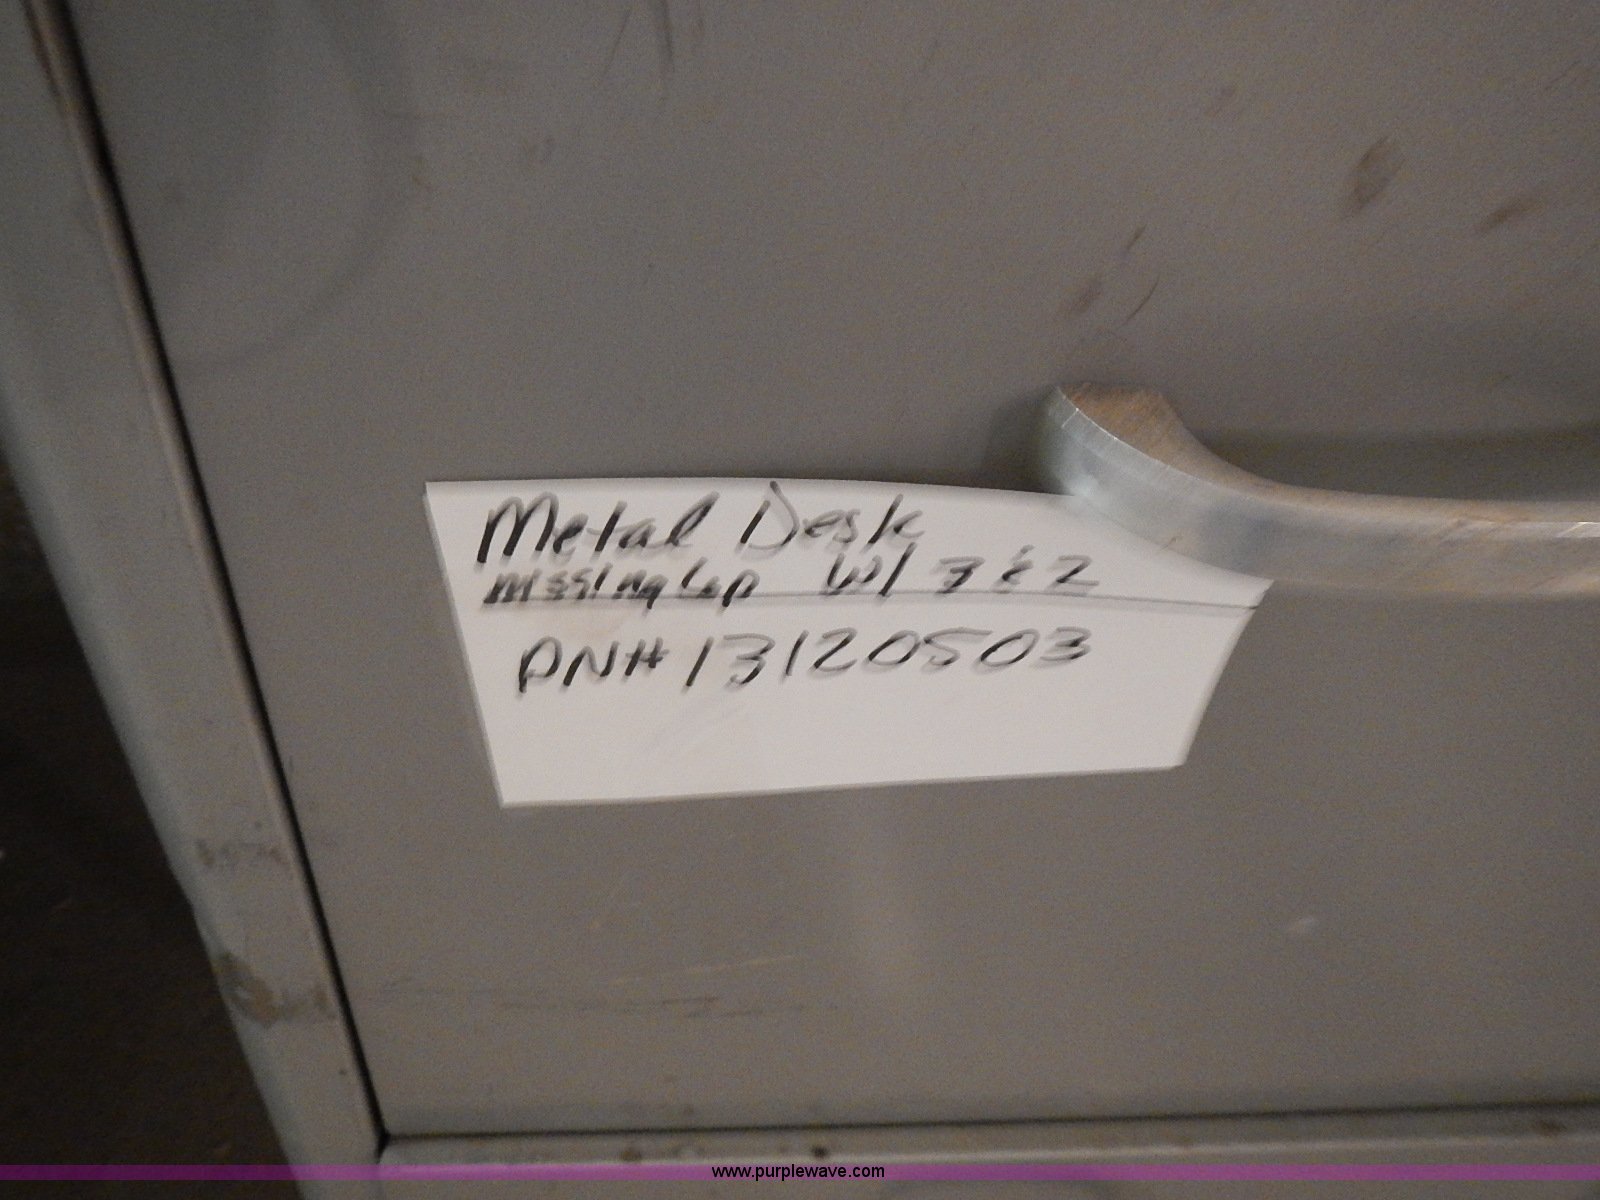 Metal Desk
missing top W/ 3 & 2
PN# 13120503
www.purplewave.com